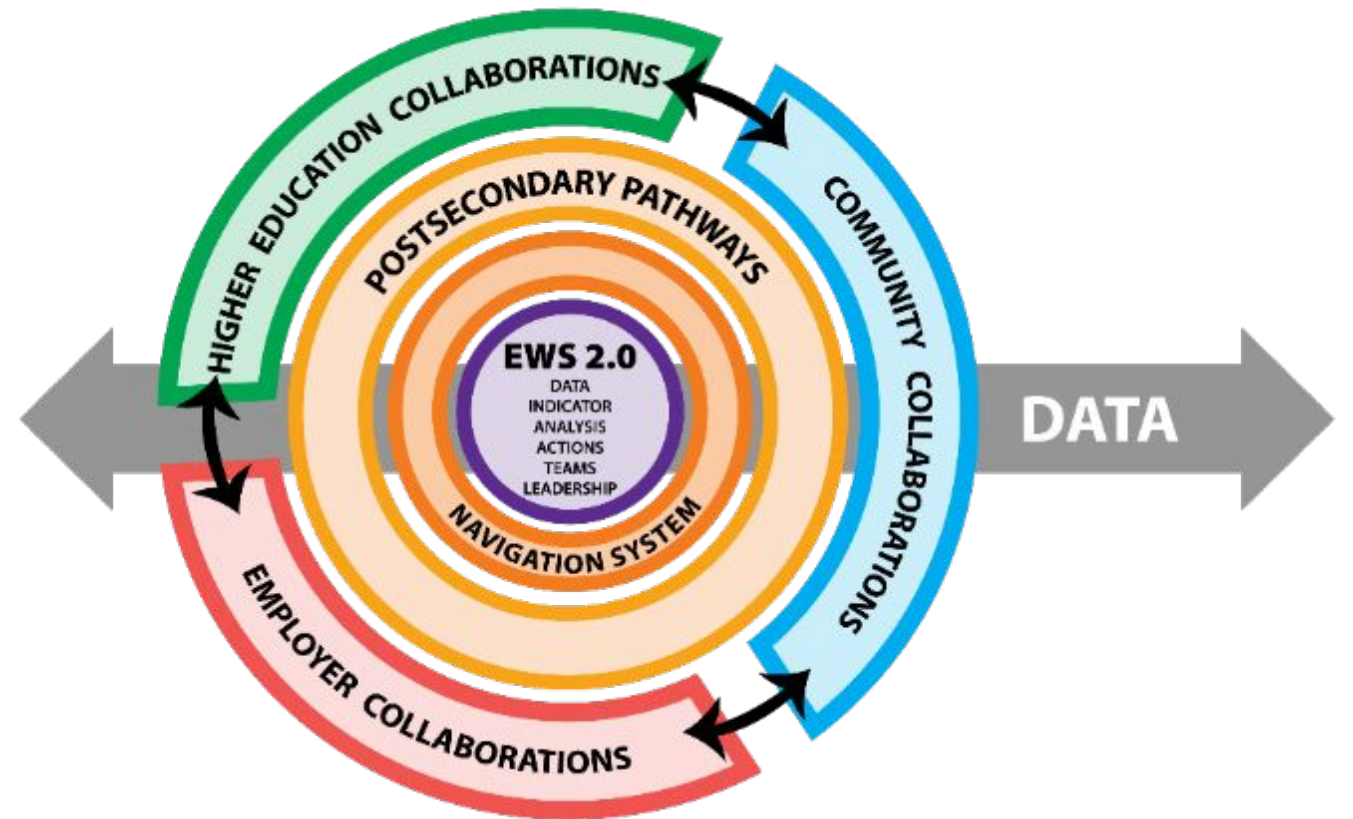 HIGHER EDUCATION COLLABORATIONS
COMMUNITY COLLABORATIONS
POSTSECONDARY PATHWAYS
EWS 2.0
DATA
INDICATOR
ANALYSIS
ACTIONS
TEAMS
LEADERSHIP
NAVIGATION SYSTEM
DATA
EMPLOYER COLLABORATIONS